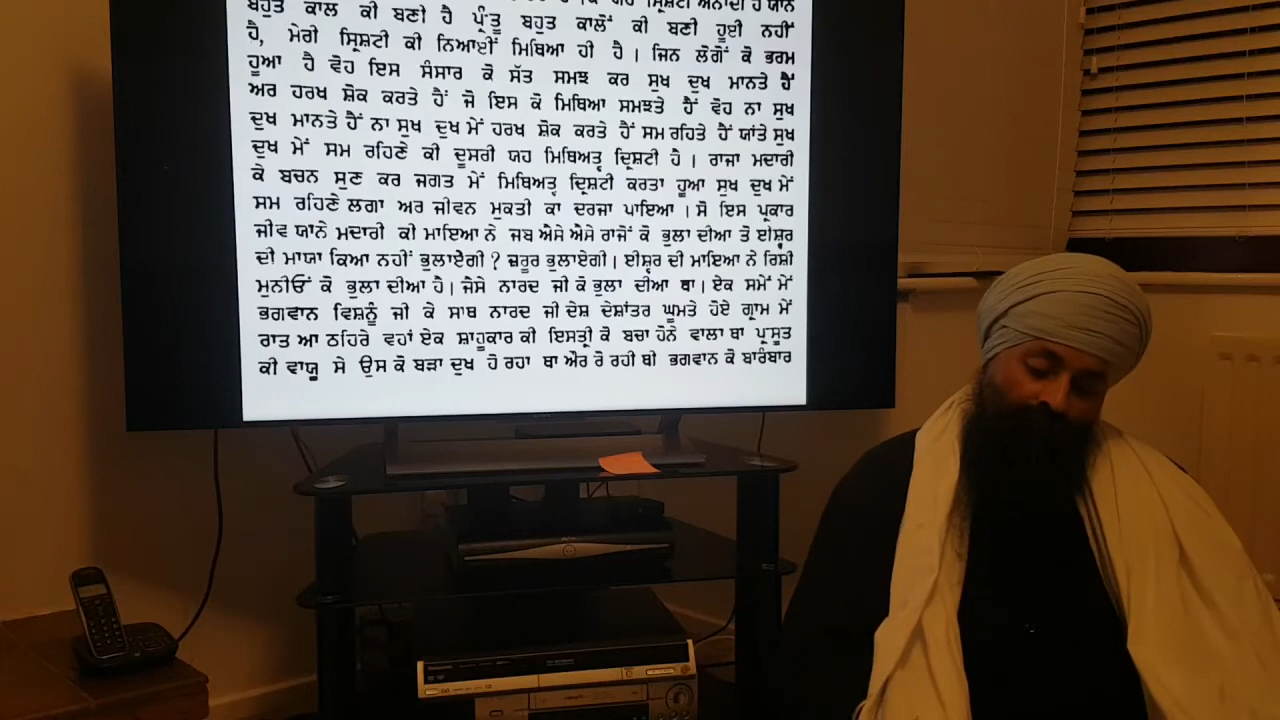 ਸ੍ਰਿਸ਼ਟੀ ਅਨਾਦੀ ਹੈ ਯਾਨੇ
ਬਹੁਤ ਕਾਲ ਕੀ ਬਣੀ ਹੈ ਪ੍ਰੰਤੂ ਬਹੁਤ ਕਾਲੋਂ ਕੀ ਬਣੀ ਹੂਈ ਨਹੀਂ
ਹੈ, ਮੇਰੀ ਸ੍ਰਿਸ਼ਟੀ ਕੀ ਨਿਆਈਂ ਮਿਥਿਆ ਹੀ ਹੈ। ਜਿਨ ਲੋਗੋਂ ਕੋ ਭਰਮ
ਹੂਆ ਹੈ ਵੋਹ ਇਸ ਸੰਸਾਰ ਕੋ ਸੱਤ ਸਮਝ ਕਰ ਸੁਖ ਦੁਖ ਮਾਨਤੇ ਹੈਂ
ਅਰ ਹਰਖ ਸ਼ੋਕ ਕਰਤੇ ਹੈਂ ਜੋ ਇਸ ਕੋ ਮਿਥਿਆ ਸਮਝਤੇ ਹੈਂ ਵੋਹ ਨਾ ਸੁਖ
ਦੁਖ ਮਾਨਤੇ ਹੈਂ ਨਾ ਸੁਖ ਦੁਖ ਮੇਂ ਹਰਖ ਸ਼ੋਕ ਕਰਤੇ ਹੈਂ ਸਮ ਰਹਿਤੇ ਹੈਂ ਯਾਂਤੇ ਸੁਖ
ਦੁਖ ਮੇਂ ਸਮ ਰਹਿਣੇ ਕੀ ਦੂਸਰੀ ਯਹ ਮਿਥਿਅਤ੍ਵ ਦ੍ਰਿਸ਼ਟੀ ਹੈ। ਰਾਜਾ ਮਦਾਰੀ
ਕੇ ਬਚਨ ਸੁਣ ਕਰ ਜਗਤ ਮੇਂ ਮਿਥਿਅਤ੍ਵ ਦ੍ਰਿਸ਼ਟੀ ਕਰਤਾ ਹੂਆ ਸੁਖ ਦੁਖ ਮੇਂ
ਸਮ ਰਹਿਣੇ ਲਗਾ ਅਰ ਜੀਵਨ ਮੁਕਤੀ ਕਾ ਦਰਜਾ ਪਾਇਆ। ਸੋ ਇਸ ਪ੍ਰਕਾਰ
ਜੀਵ ਯਾਨੇ ਮਦਾਰੀ ਕੀ ਮਾਇਆ ਨੇ ਜਬ ਐਸੇ ਐਸੇ ਰਾਜੋਂ ਕੋ ਭੁਲਾ ਦੀਆ ਤੋ ਈਸ਼੍ਵਰ
ਦੀ ਮਾਯਾ ਕਿਆ ਨਹੀਂ ਭੁਲਾਏਗੀ? ਜ਼ਰੂਰ ਭੁਲਾਏਗੀ। ਈਸ਼੍ਵਰ ਦੀ ਮਾਇਆ ਨੇ ਰਿਸ਼ੀ
ਮੁਨੀਓਂ ਕੋ ਭੁਲਾ ਦੀਆ ਹੈ। ਜੈਸੇ ਨਾਰਦ ਜੀ ਕੋ ਭੁਲਾ ਦੀਆ ਥਾ। ਏਕ ਸਮੇਂ ਮੇਂ
ਭਗਵਾਨ ਵਿਸ਼ਨੂੰ ਜੀ ਕੇ ਸਾਥ ਨਾਰਦ ਜੀ ਦੇਸ਼ ਦੇਸ਼ਾਂਤਰ ਘੂਮਤੇ ਹੋਏ ਗ੍ਰਾਮ ਮੇਂ
ਰਾਤ ਆ ਠਹਿਰੇ ਵਹਾਂ ਏਕ ਸ਼ਾਹੂਕਾਰ ਕੀ ਇਸਤ੍ਰੀ ਕੋ ਬਚਾ ਹੋਨੇ ਵਾਲਾ ਥਾ ਪ੍ਰਸੂਤ
ਕੀ ਵਾਯੂ ਸੇ ਉਸ ਕੋ ਬੜਾ ਦੁਖ ਹੋ ਰਹਾ ਥਾ ਔਰ ਰੋ ਰਹੀ ਥੀ ਭਗਵਾਨ ਕੋ ਬਾਰੰਬਾਰ